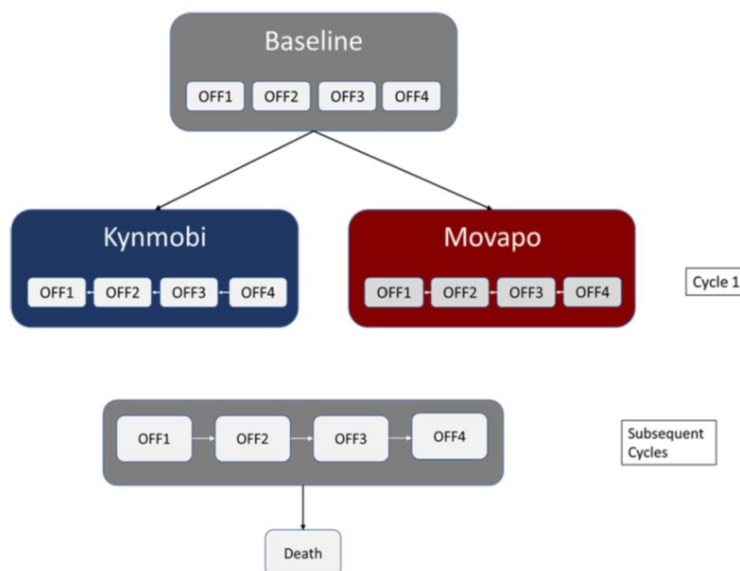 Baseline
OFF1 OFF2 OFF3 OFF4
Kynmobi
OFF1 OFF2 OFF3 OFF4
Movapo
OFF1 OFF2 OFF3 OFF4
Cycle 1
OFF1 OFF2 OFF3 OFF4
Subsequent
Cycles
Death